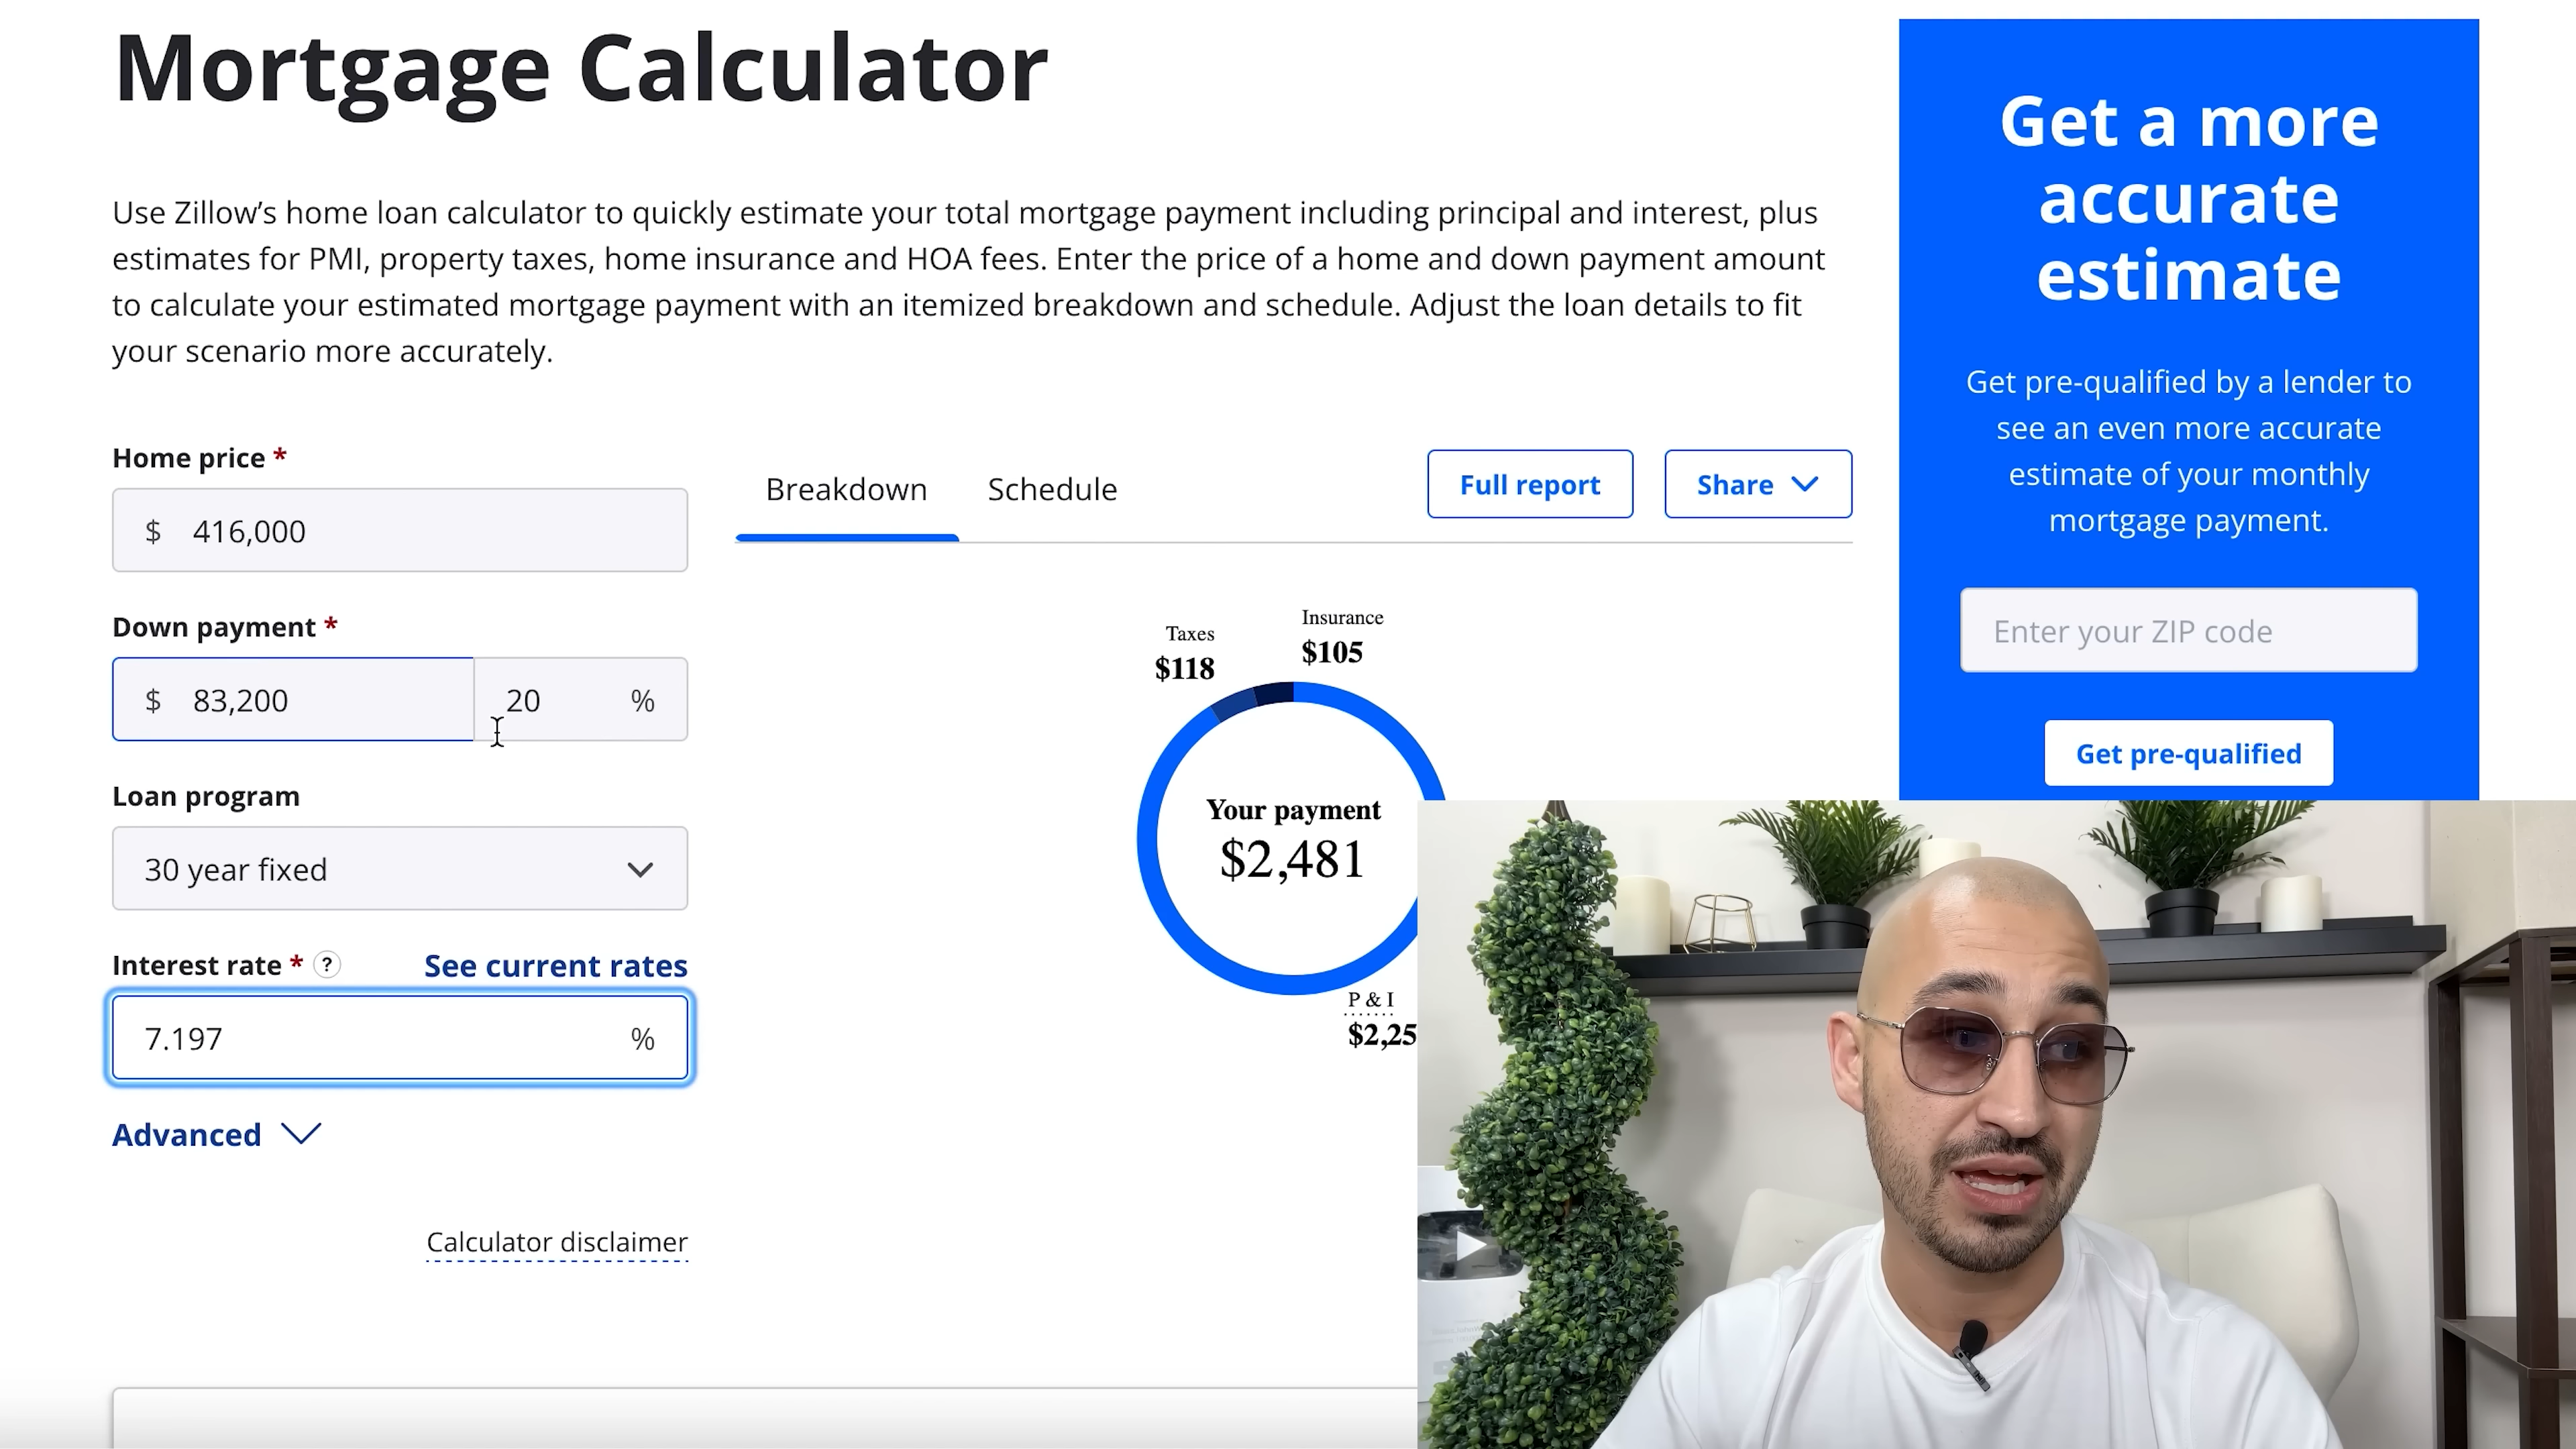 Mortgage Calculator
Use Zillow’s home loan calculator to quickly estimate your total mortgage payment including principal and interest, plus
estimates for PMI, property taxes, home insurance and HOA fees. Enter the price of a home and down payment amount
to calculate your estimated mortgage payment with an itemized breakdown and schedule. Adjust the loan details to fit
your scenario more accurately.
Home price *
$ 416,000
Down payment *
$ 83,200 20 %
Loan program
30 year fixed
Interest rate * ? See current rates
7.197 %
Advanced
Calculator disclaimer
Breakdown Schedule Full report Share
Taxes
$118
Insurance
$105
Your payment
$2,481
P & I
$2,25
Get a more
accurate
estimate
Get pre-qualified by a lender to
see an even more accurate
estimate of your monthly
mortgage payment.
Enter your ZIP code
Get pre-qualified